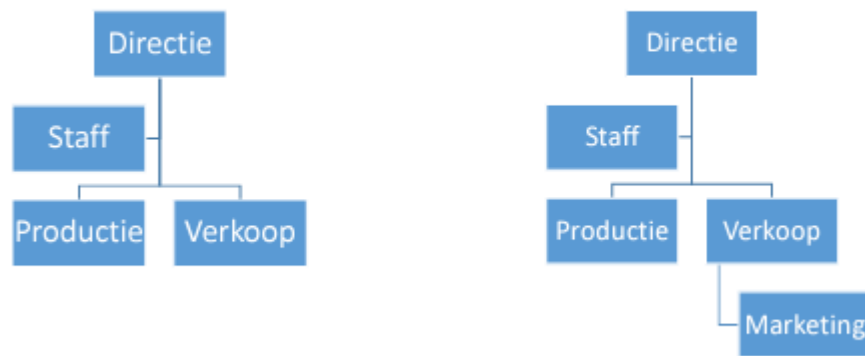 Directie
Staff
Productie
Verkoop
Directie
Staff
Productie
Verkoop
Marketing